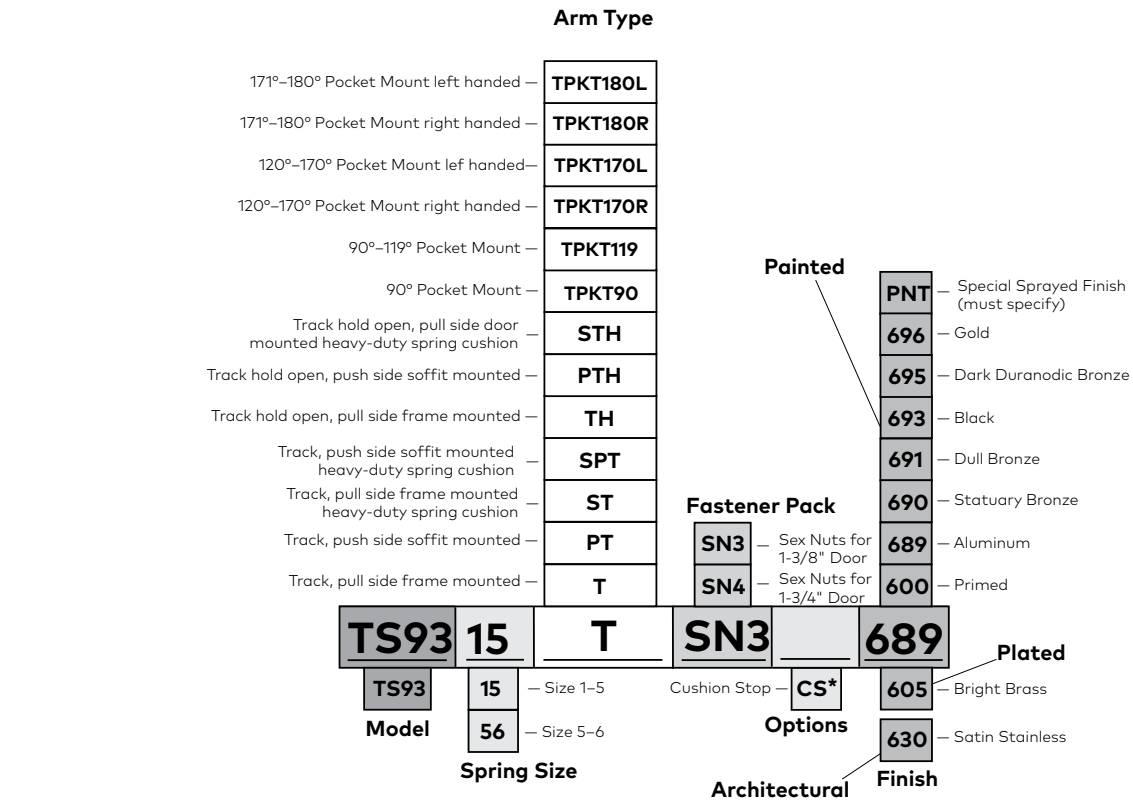 Arm Type
171°–180° Pocket Mount left handed — TPKT180L
171°–180° Pocket Mount right handed — TPKT180R
120°–170° Pocket Mount lef handed— TPKT170L
120°–170° Pocket Mount right handed — TPKT170R
90°–119° Pocket Mount — TPKT119
90° Pocket Mount — TPKT90
Track hold open, pull side door
mounted heavy-duty spring cushion — STH
Track hold open, push side soffit mounted — PTH
Track hold open, pull side frame mounted — TH
Track, push side soffit mounted
heavy-duty spring cushion — SPT
Track, pull side frame mounted
heavy-duty spring cushion — ST
Track, push side soffit mounted — PT
Track, pull side frame mounted — T
Fastener Pack
SN3 — Sex Nuts for
1-3/8" Door
SN4 — Sex Nuts for
1-3/4" Door
Painted
PNT — Special Sprayed Finish
(must specify)
696 — Gold
695 — Dark Duranodic Bronze
693 — Black
691 — Dull Bronze
690 — Statuary Bronze
689 — Aluminum
600 — Primed
TS93 15 T SN3 689
TS93
Model
15 — Size 1–5
56 — Size 5–6
Spring Size
Cushion Stop — CS*
Options
Plated
605 — Bright Brass
630 — Satin Stainless
Architectural
Finish